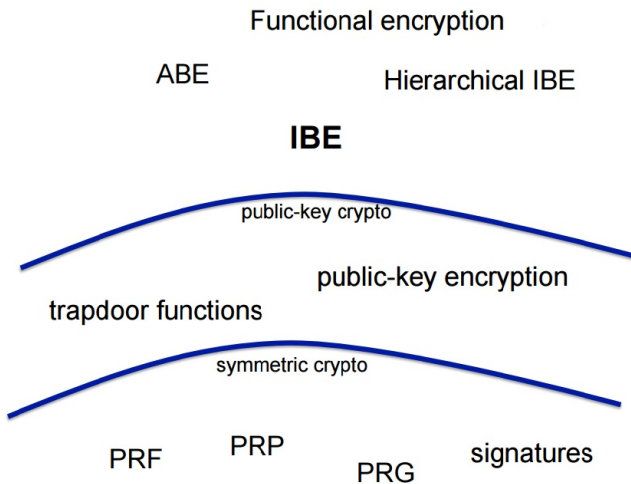 Functional encryption
ABE
Hierarchical IBE
IBE
public-key crypto
public-key encryption
trapdoor functions
symmetric crypto
PRF
PRP
PRG
signatures